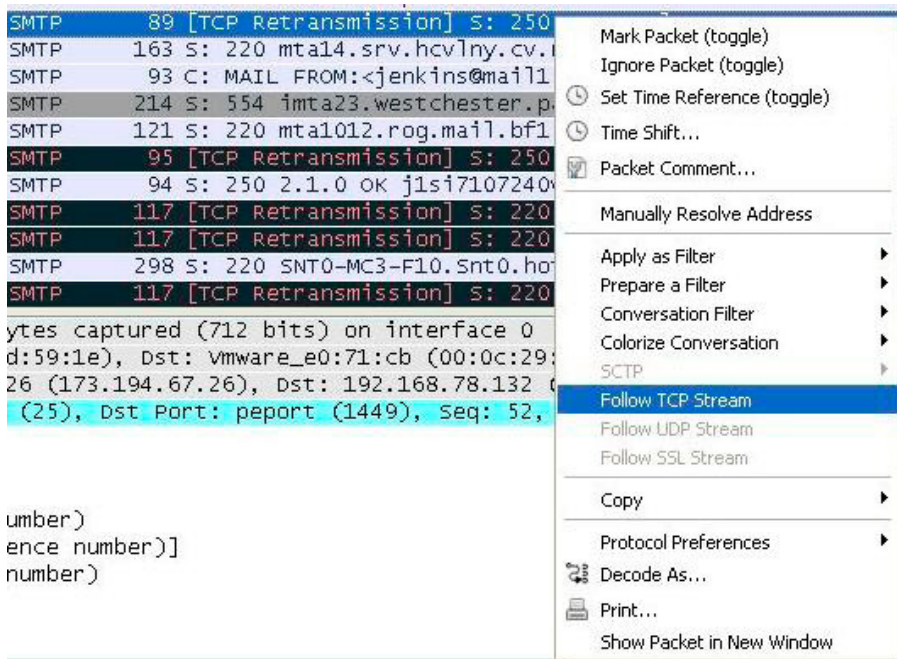 SMTP 89 [TCP Retransmission] S: 250
SMTP 163 S: 220 mta14.srv.hcvlny.cv.
SMTP 93 C: MAIL FROM:<jenkins@mail1
SMTP 214 S: 554 imta23.westchester.p
SMTP 121 S: 220 mta1012.rog.mail.bf1
SMTP 95 [TCP Retransmission] S: 250
SMTP 94 S: 250 2.1.0 OK j1si7107240
SMTP 117 [TCP Retransmission] S: 220
SMTP 117 [TCP Retransmission] S: 220
SMTP 298 S: 220 SNT0-MC3-F10.Snt0.ho
SMTP 117 [TCP Retransmission] S: 220
ytes captured (712 bits) on interface 0
d:59:1e), Dst: Vmware_e0:71:cb (00:0c:29:
26 (173.194.67.26), Dst: 192.168.78.132
(25), Dst Port: peport (1449), Seq: 52,
umber)
ence number)]
number)
Mark Packet (toggle)
Ignore Packet (toggle)
Set Time Reference (toggle)
Time Shift...
Packet Comment...
Manually Resolve Address
Apply as Filter
Prepare a Filter
Conversation Filter
Colorize Conversation
SCTP
Follow TCP Stream
Follow UDP Stream
Follow SSL Stream
Copy
Protocol Preferences
Decode As...
Print...
Show Packet in New Window